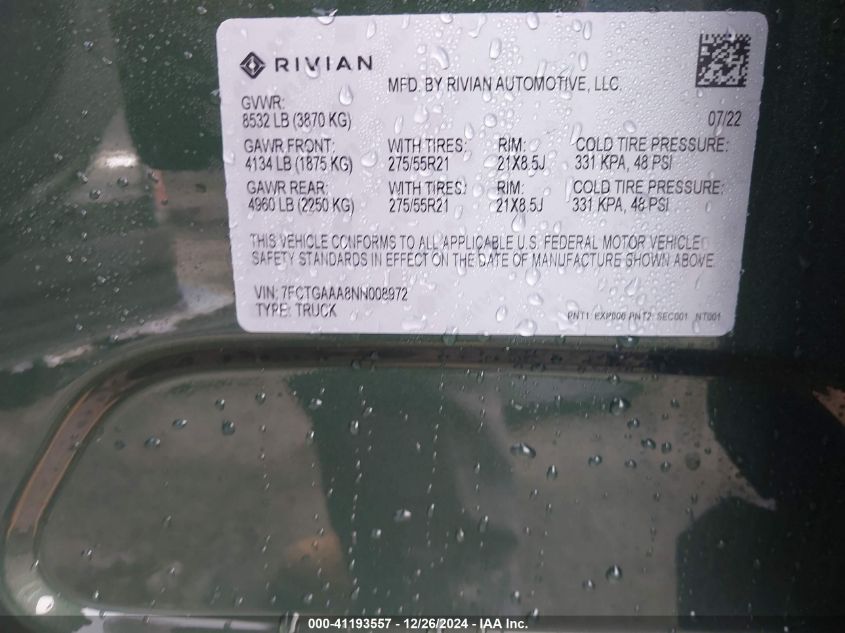 RIVIAN
MFD. BY RIVIAN AUTOMOTIVE, LLC.
GVWR:
8532 LB (3870 KG)
07/22
GAWR FRONT: WITH TIRES: RIM: COLD TIRE PRESSURE:
4134 LB (1875 KG) 275/55R21 21X8.5J 331 KPA, 48 PSI
GAWR REAR: WITH TIRES: RIM: COLD TIRE PRESSURE:
4960 LB (2250 KG) 275/55R21 21X8.5J 331 KPA, 48 PSI
THIS VEHICLE CONFORMS TO ALL APPLICABLE U.S. FEDERAL MOTOR VEHICLE
SAFETY STANDARDS IN EFFECT ON THE DATE OF MANUFACTURE SHOWN ABOVE.
VIN: 7FCTGAAA8NN008972
TYPE: TRUCK
PNT1: PNT2: SEC001 NT001
000-41193557 - 12/26/2024 - IAA Inc.